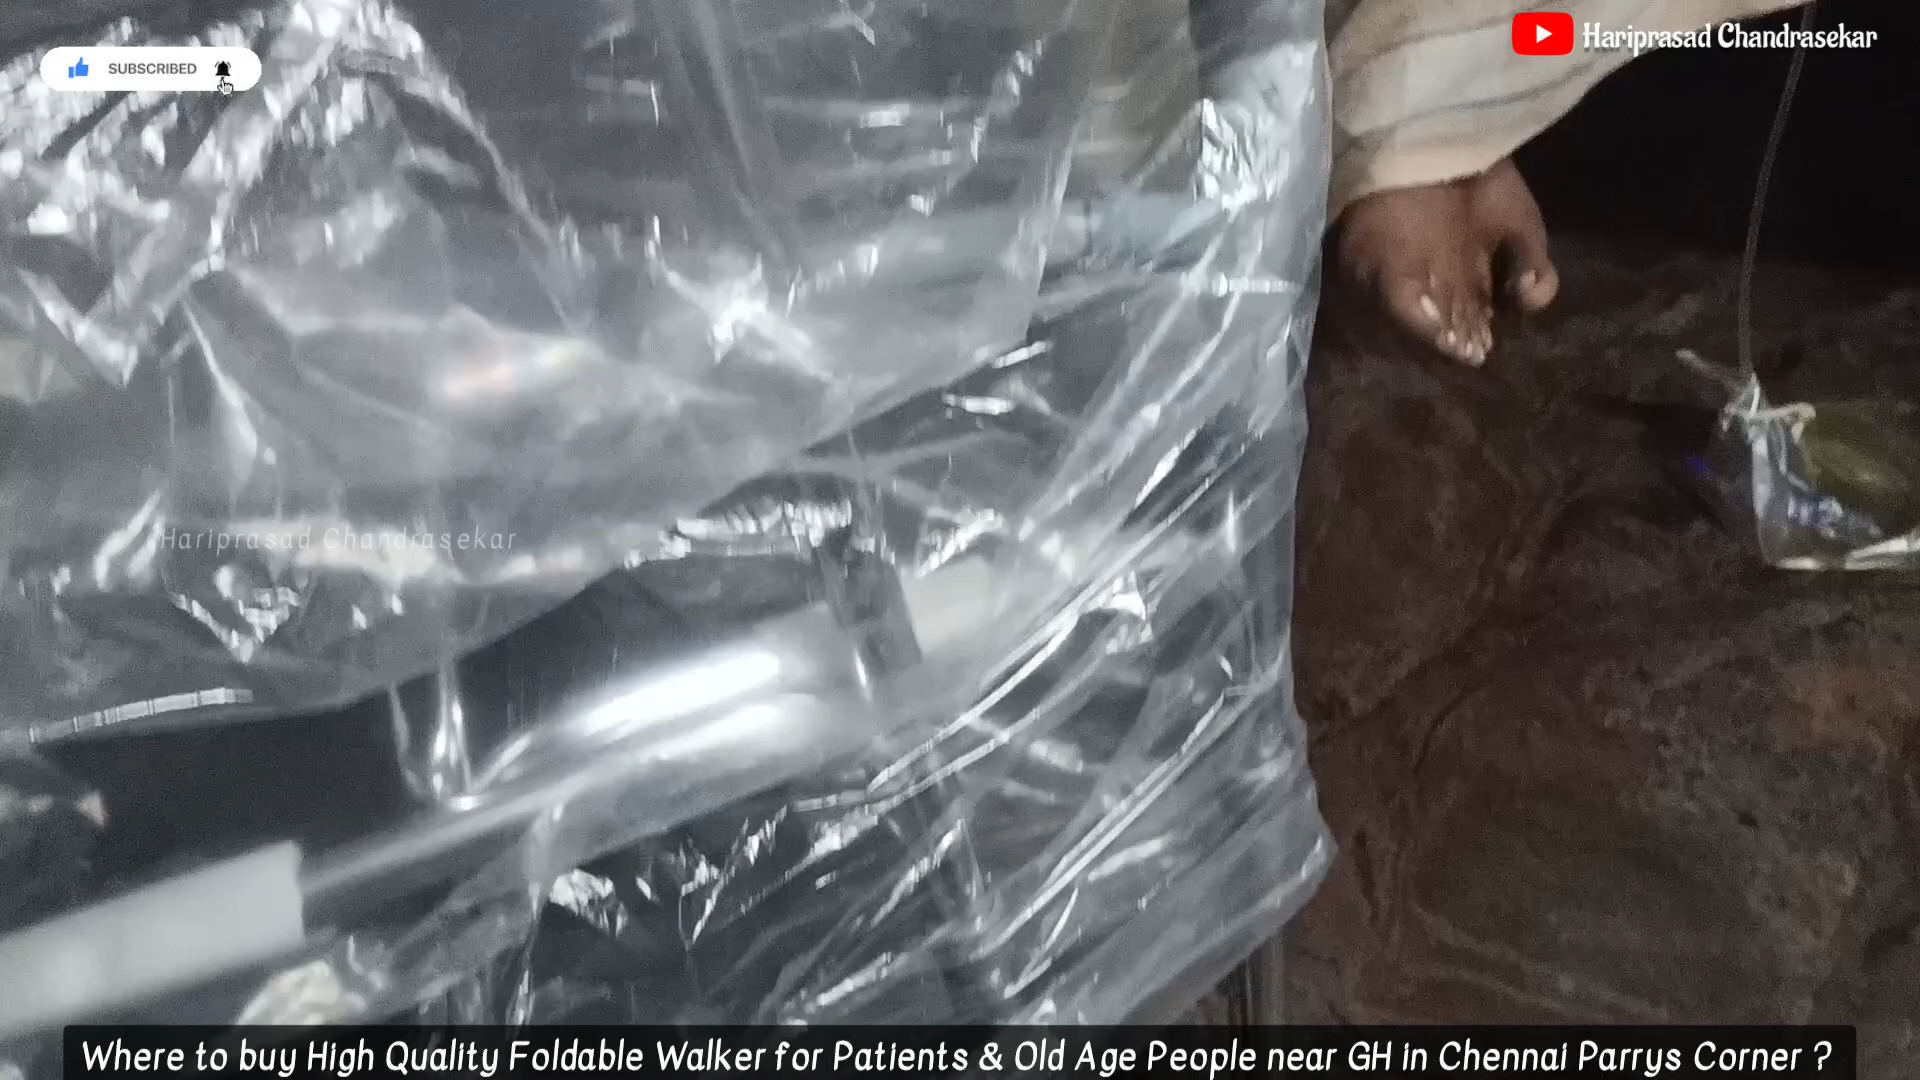 SUBSCRIBED
Hariprasad Chandrasekar
Hariprasad Chandrasekar
Where to buy High Quality Foldable Walker for Patients & Old Age People near GH in Chennai Parrys Corner ?